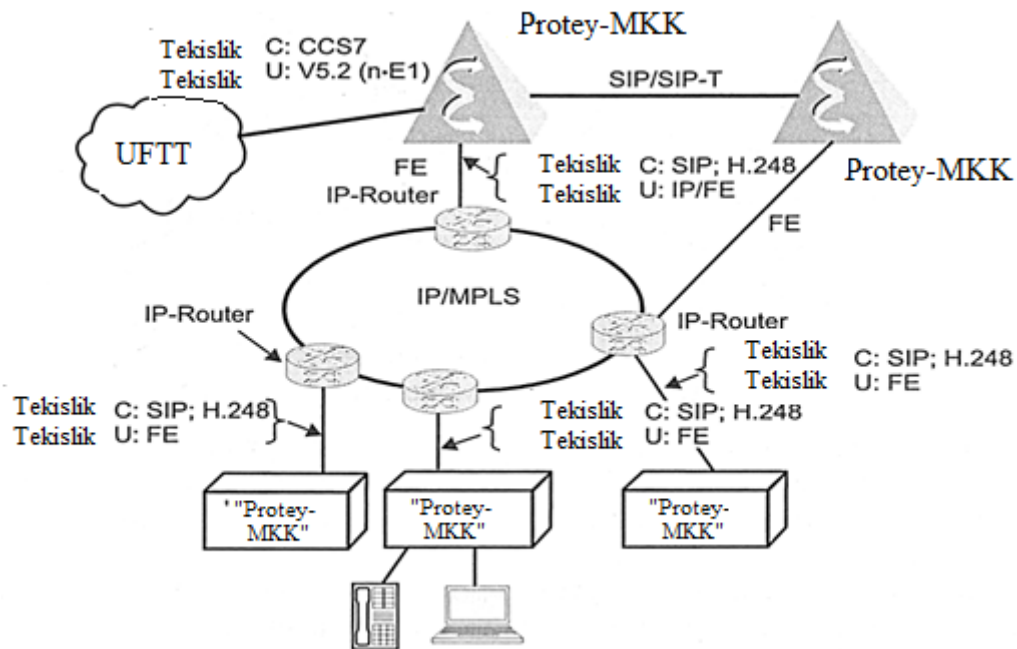 Protey-MKK
Tekislik C: CCS7
Tekislik U: V5.2 (n·E1)
SIP/SIP-T
UFTT
FE
IP-Router
Tekislik C: SIP; H.248
Tekislik U: IP/FE
Protey-MKK
FE
IP/MPLS
IP-Router
IP-Router
Tekislik C: SIP; H.248
Tekislik U: FE
Tekislik C: SIP; H.248
Tekislik U: FE
Tekislik C: SIP; H.248
Tekislik U: FE
' "Protey-
MKK"
"Protey-
MKK"
"Protey-
MKK"